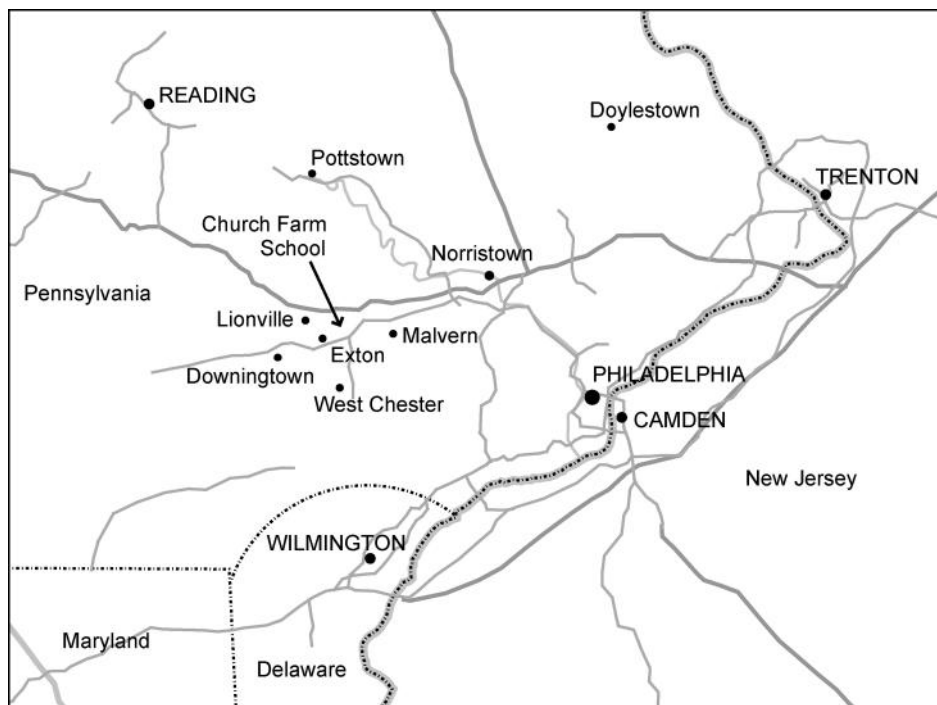 READING
Doylestown
Pottstown
TRENTON
Church Farm
School
Norristown
Pennsylvania
Lionville
Malvern
Exton
Downingtown
PHILADELPHIA
West Chester
CAMDEN
New Jersey
WILMINGTON
Maryland
Delaware